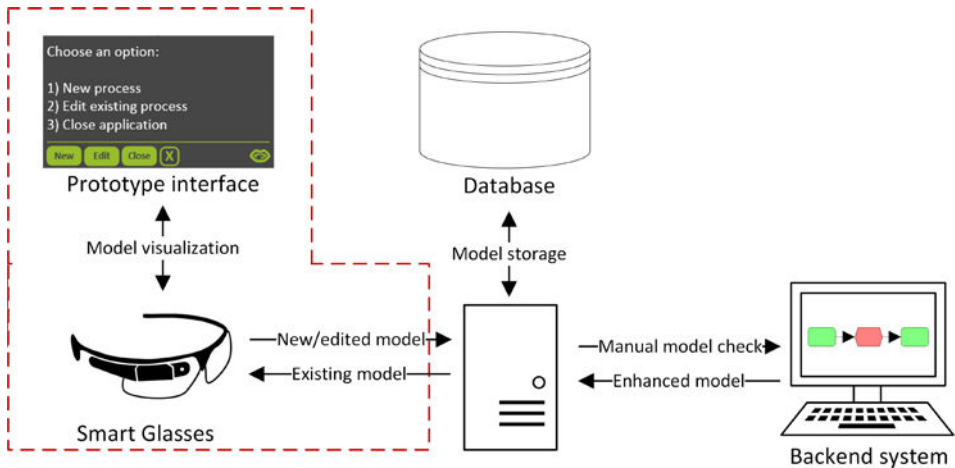 Choose an option:
1) New process
2) Edit existing process
3) Close application
New Edit Close X
Prototype interface
Database
Model visualization
Model storage
New/edited model
Existing model
Manual model check
Enhanced model
Smart Glasses
Backend system